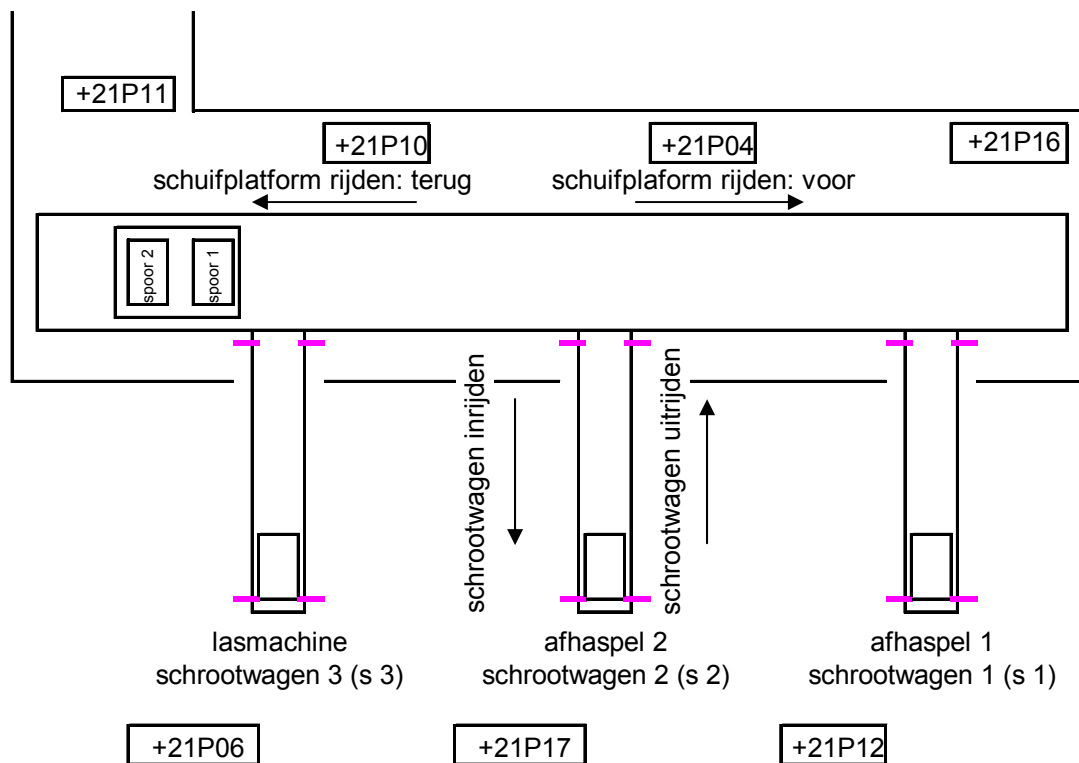 +21P11
+21P10
+21P04
+21P16
schuifplatform rijden: terug
schuifplaform rijden: voor
spoor 2
spoor 1
schrootwagen inrijden
schrootwagen uitrijden
lasmachine
schrootwagen 3 (s 3)
afhaspel 2
schrootwagen 2 (s 2)
afhaspel 1
schrootwagen 1 (s 1)
+21P06
+21P17
+21P12